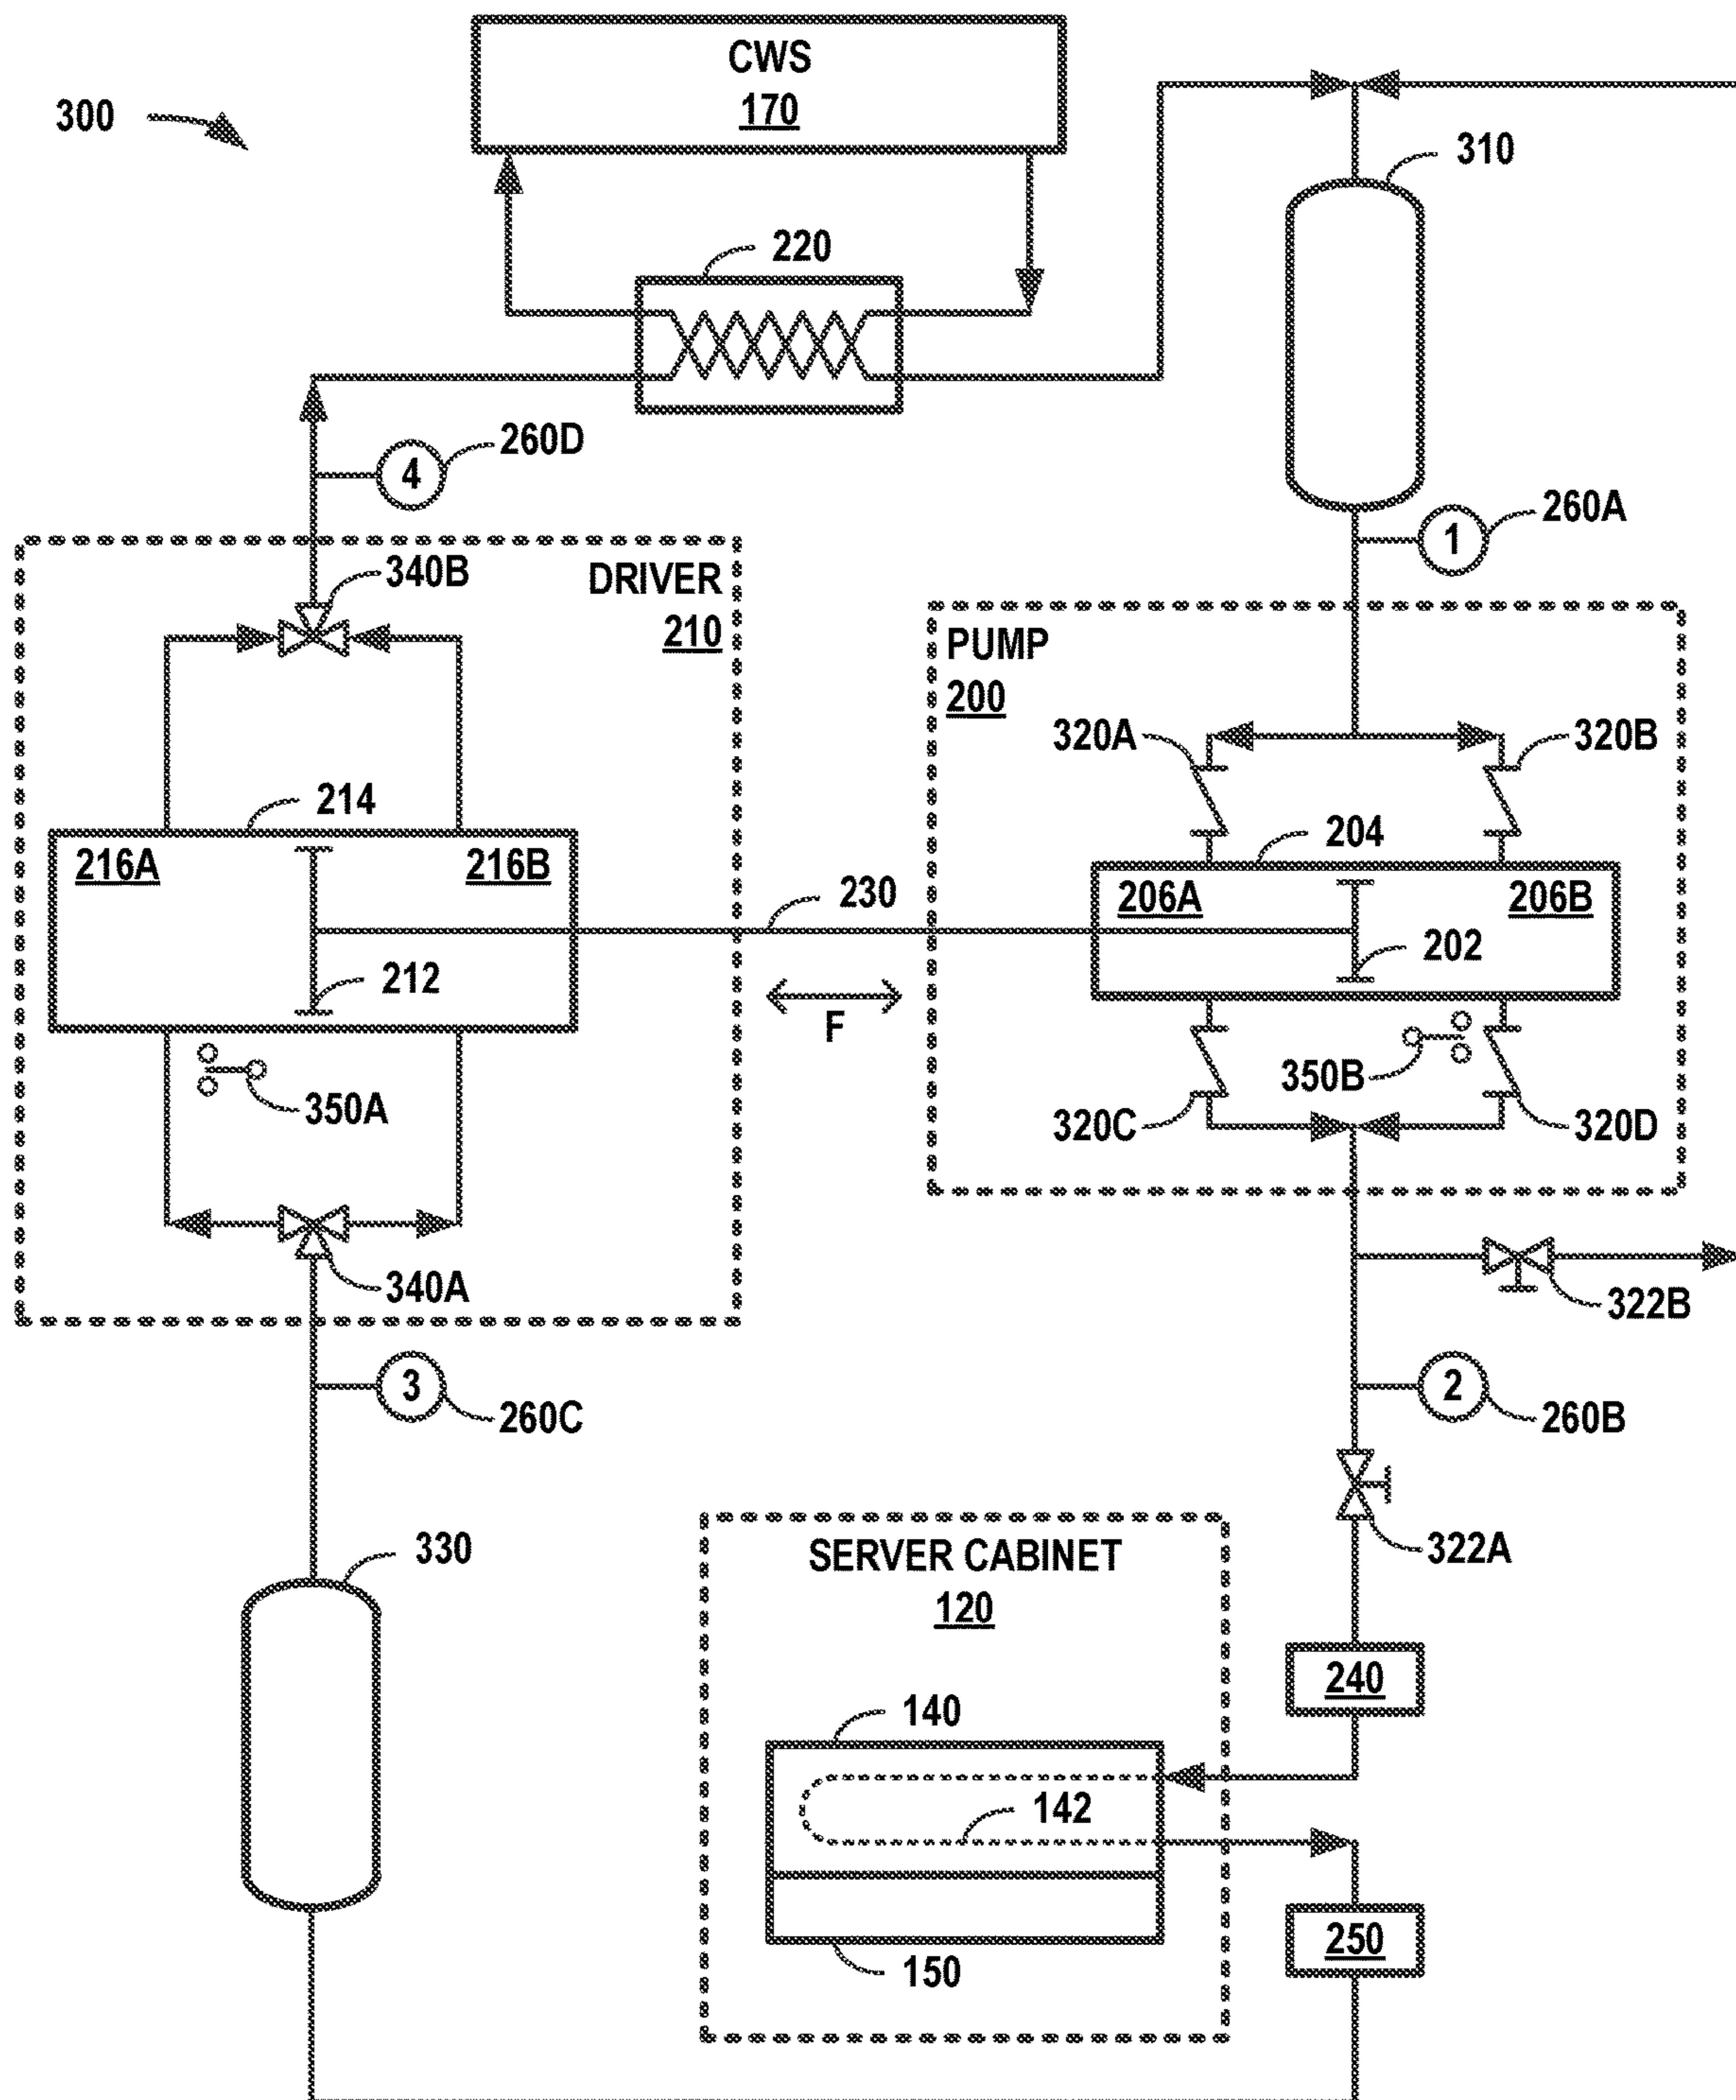 CWS
170
300
310
220
260D
4
260A
1
340B
DRIVER
210
PUMP
200
320A
320B
214
204
216A
216B
230
206A
206B
212
202
F
350A
350B
320C
320D
340A
322B
3
260C
2
260B
330
SERVER CABINET
120
322A
240
140
142
250
150